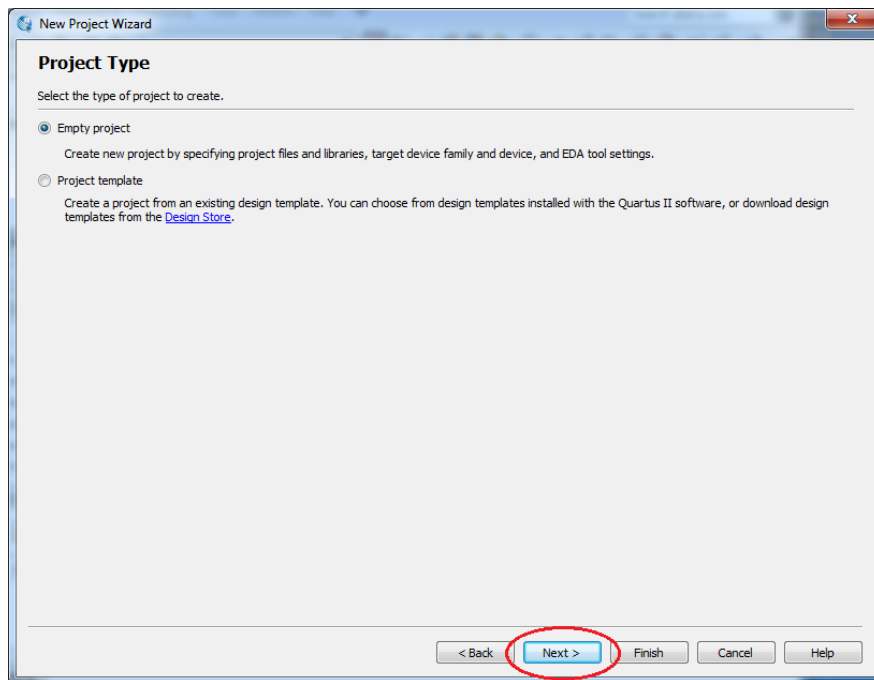 New Project Wizard
Project Type
Select the type of project to create.
Empty project
Create new project by specifying project files and libraries, target device family and device, and EDA tool settings.
Project template
Create a project from an existing design template. You can choose from design templates installed with the Quartus II software, or download design
templates from the Design Store.
< Back
Next >
Finish
Cancel
Help